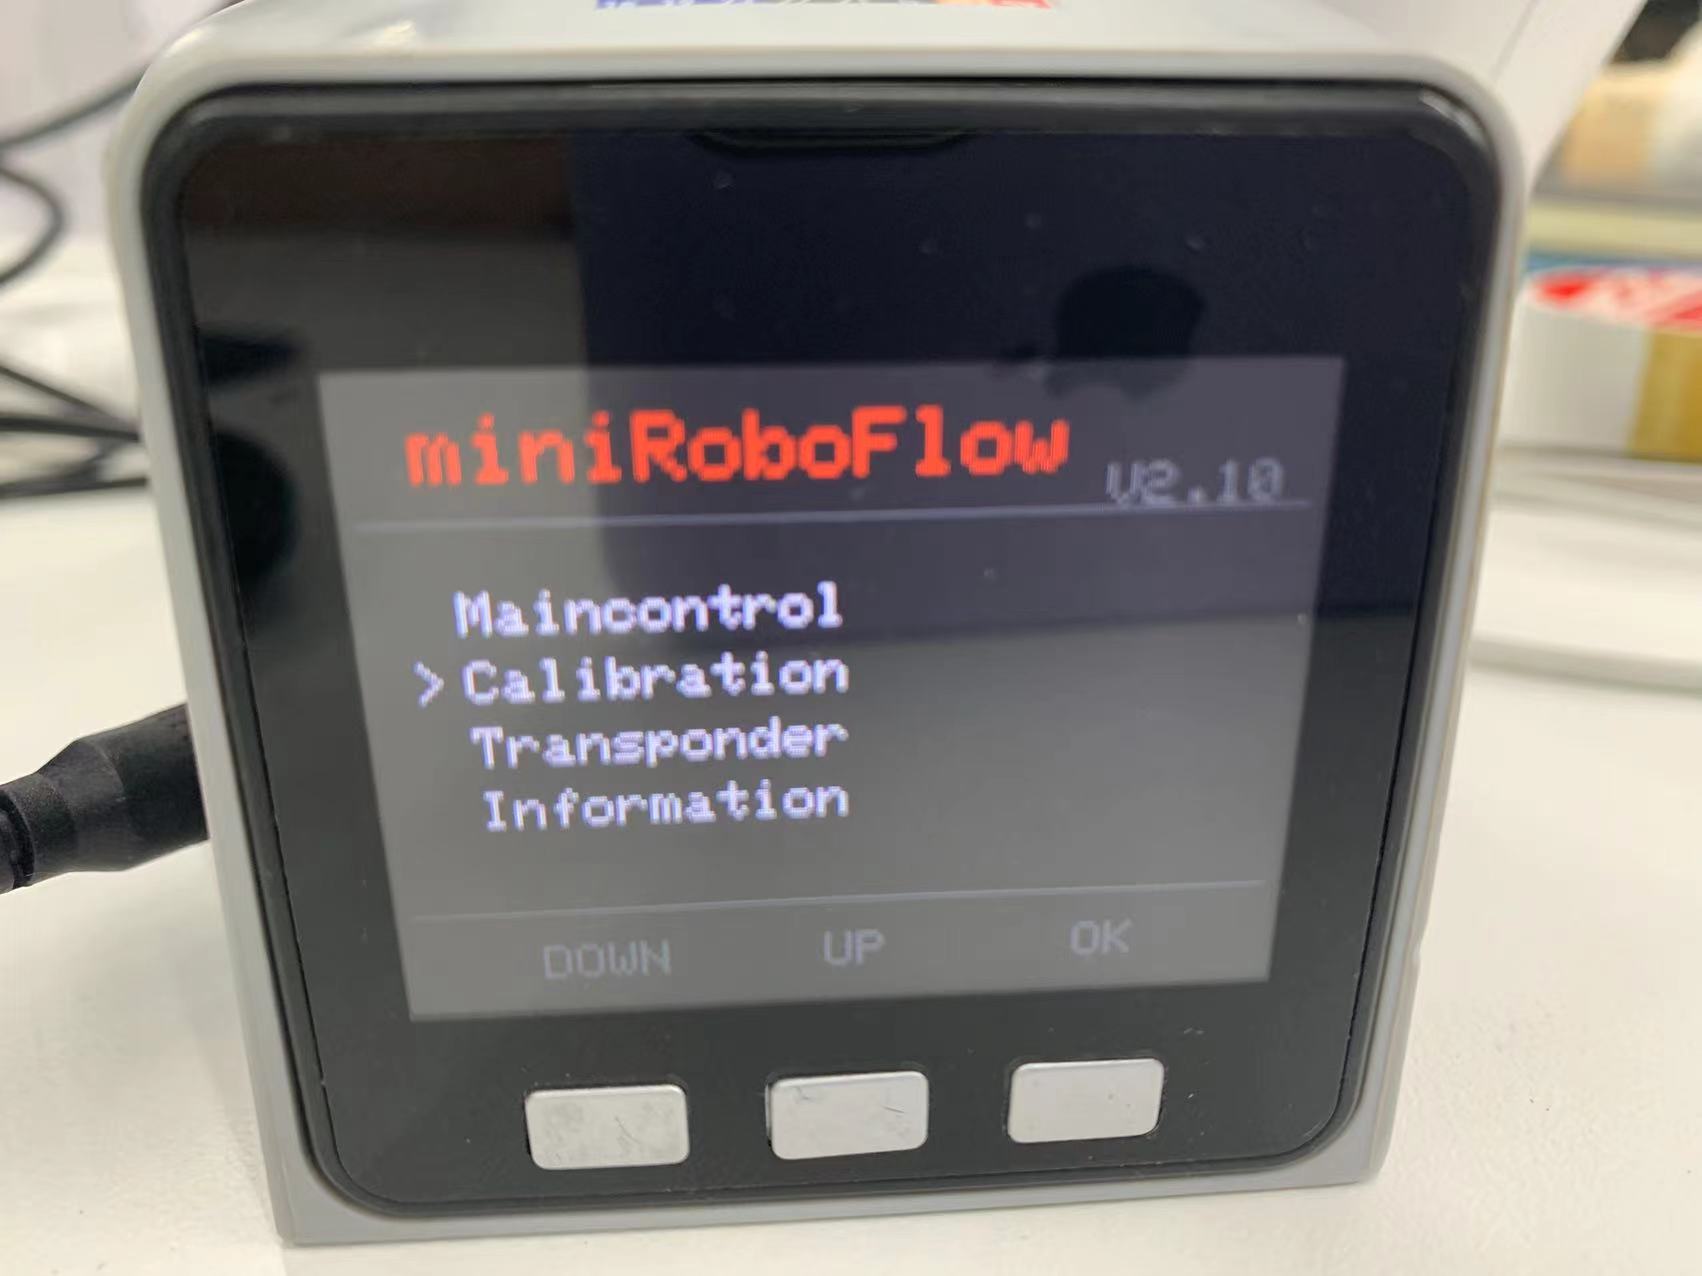 miniRoboFlow
V2.10
Maincontrol
> Calibration
Transponder
Information
DOWN UP OK